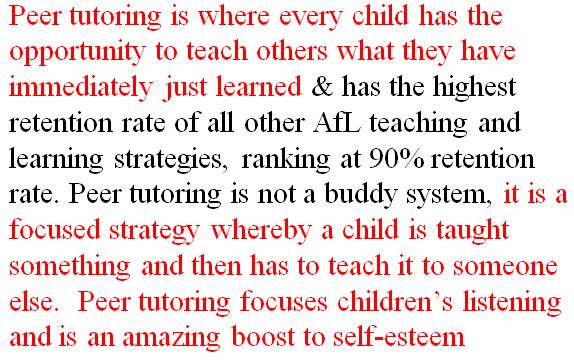 Peer tutoring is where every child has the
opportunity to teach others what they have
immediately just learned & has the highest
retention rate of all other AfL teaching and
learning strategies,  ranking at 90% retention
rate. Peer tutoring is not a buddy system, it is a
focused strategy whereby a child is taught
something and then has to teach it to someone
else.  Peer tutoring focuses children’s listening
and is an amazing boost to self-esteem